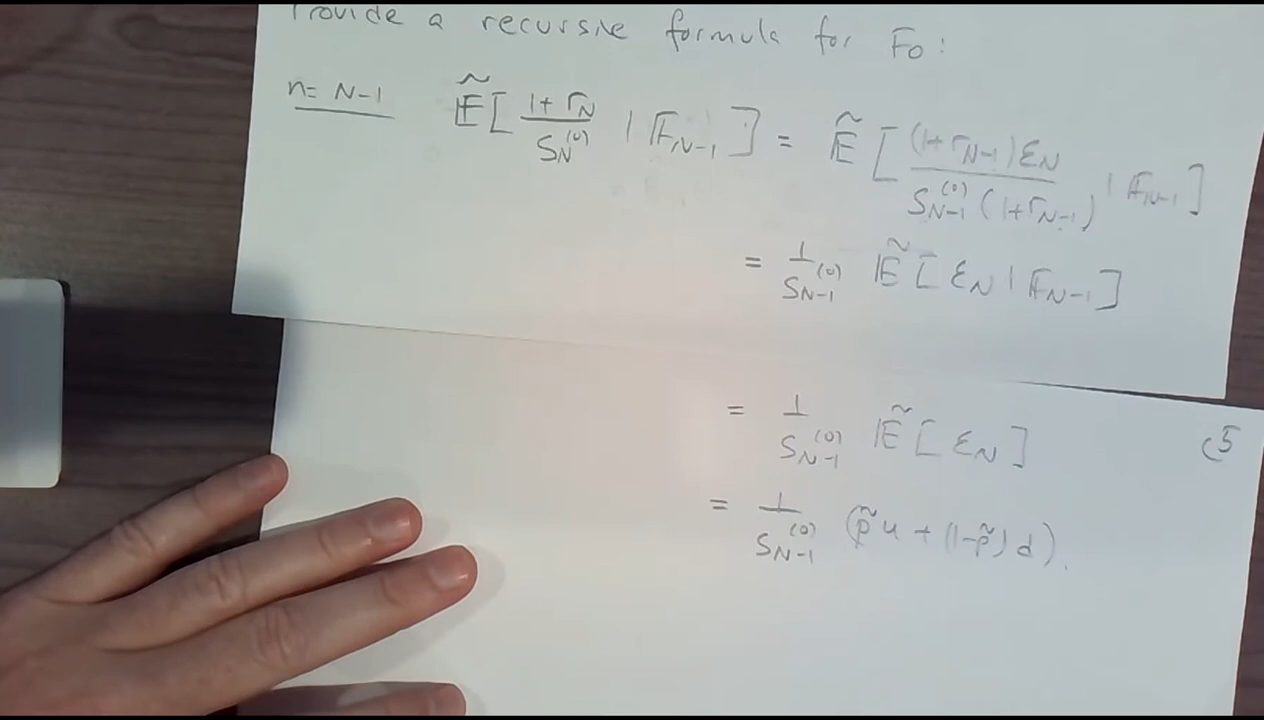 Provide a recursive formula for F₀:
n = N-1   Ẽ[ (1 + r_N) / S_N^(0) | F_{N-1} ] = Ẽ[ (1 + r_{N-1}) ε_N / S_{N-1}^(0) (1 + r_{N-1}) | F_{N-1} ]
= 1 / S_{N-1}^(0) Ẽ[ ε_N | F_{N-1} ]
= 1 / S_{N-1}^(0) Ẽ[ ε_N ]
= 1 / S_{N-1}^(0) (p̃ u + (1-p̃) d).